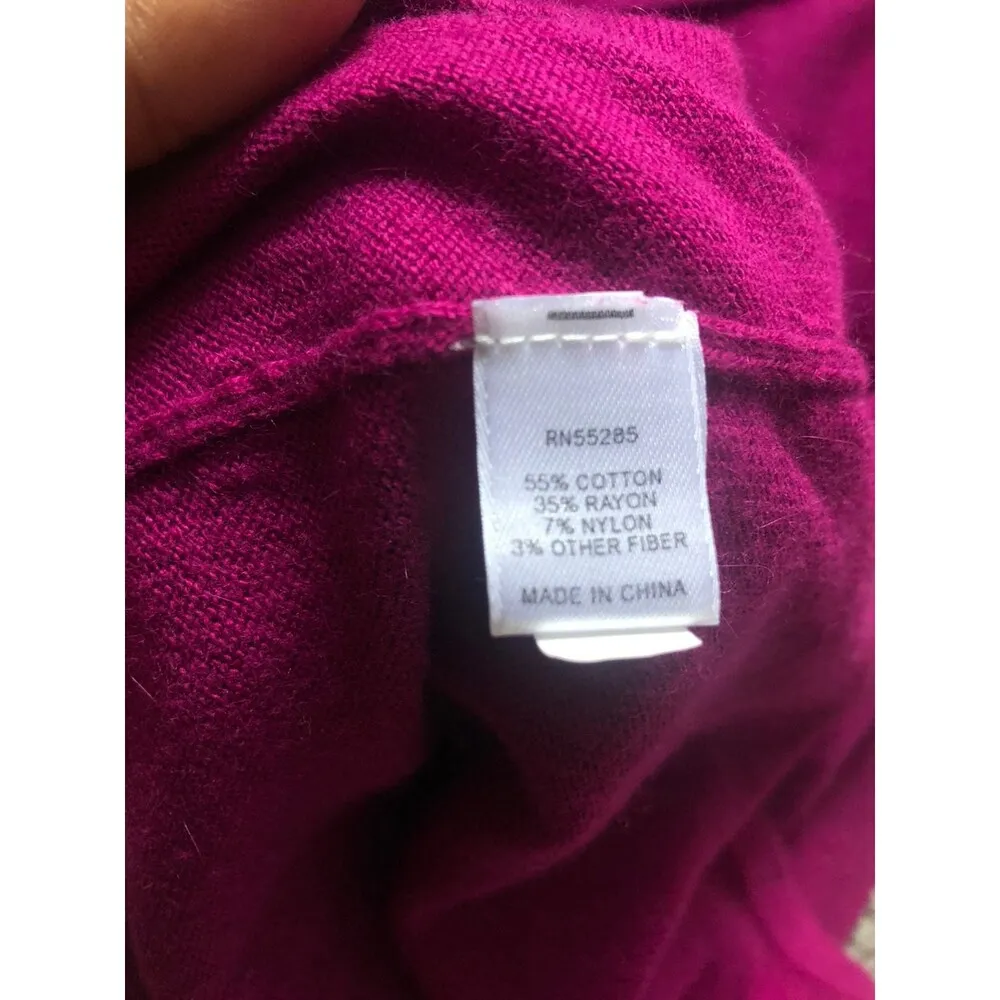 RN55285
55% COTTON
35% RAYON
7% NYLON
3% OTHER FIBER
MADE IN CHINA